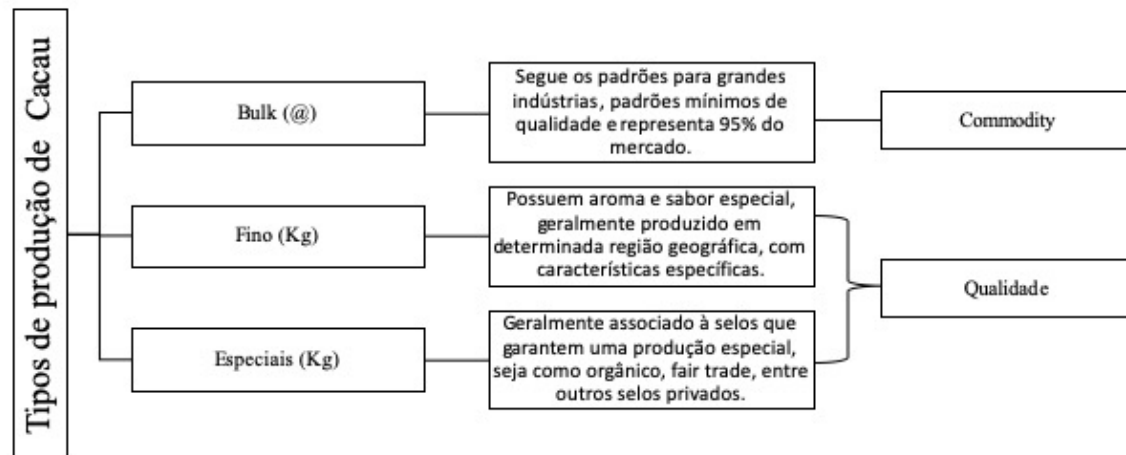 Tipos de produção de Cacau
Bulk (@)
Segue os padrões para grandes
indústrias, padrões mínimos de
qualidade e representa 95% do
mercado.
Commodity
Fino (Kg)
Possuem aroma e sabor especial,
geralmente produzido em
determinada região geográfica, com
características específicas.
Qualidade
Especiais (Kg)
Geralmente associado à selos que
garantem uma produção especial,
seja como orgânico, fair trade, entre
outros selos privados.